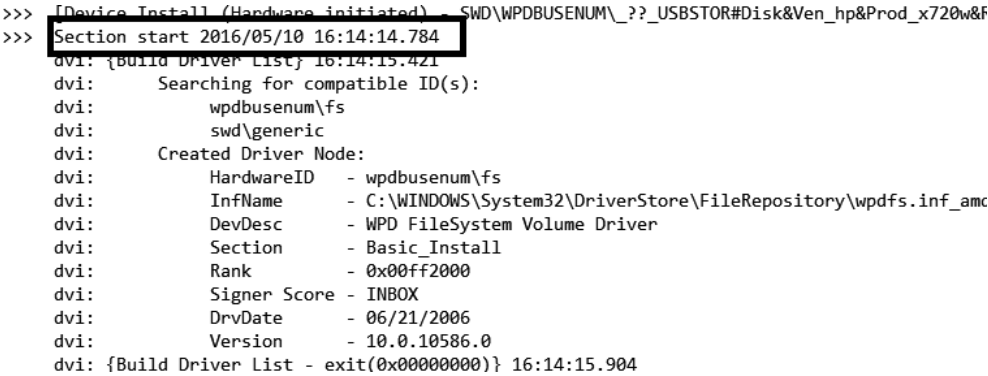 >>>  [Device Install (Hardware initiated) - SWD\WPDBUSENUM\_??_USBSTOR#Disk&Ven_hp&Prod_x720w&R
>>>  Section start 2016/05/10 16:14:14.784
dvi: {Build Driver List} 16:14:15.421
dvi:      Searching for compatible ID(s):
dvi:           wpdbusenum\fs
dvi:           swd\generic
dvi:      Created Driver Node:
dvi:           HardwareID   - wpdbusenum\fs
dvi:           InfName      - C:\WINDOWS\System32\DriverStore\FileRepository\wpdfs.inf_amd
dvi:           DevDesc      - WPD FileSystem Volume Driver
dvi:           Section      - Basic_Install
dvi:           Rank         - 0x00ff2000
dvi:           Signer Score - INBOX
dvi:           DrvDate      - 06/21/2006
dvi:           Version      - 10.0.10586.0
dvi: {Build Driver List - exit(0x00000000)} 16:14:15.904